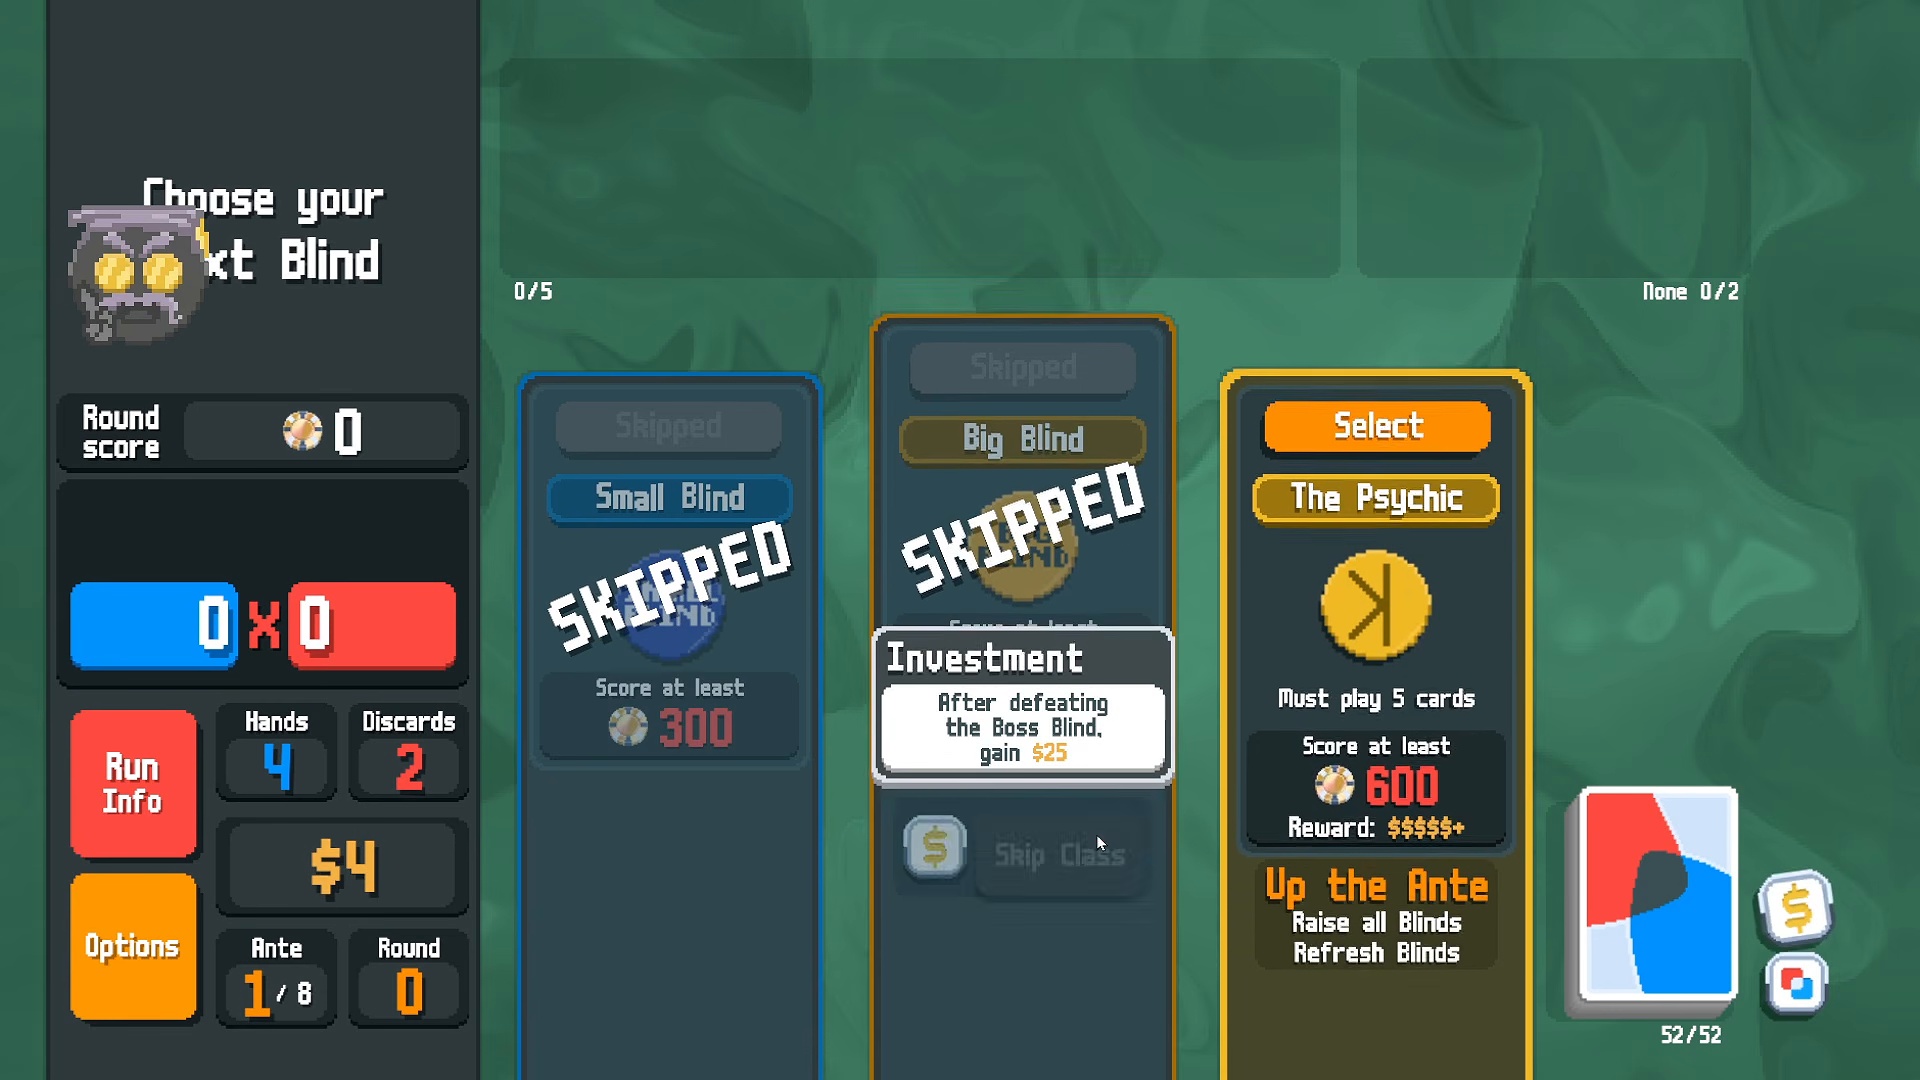 Choose your
xt Blind
Round
score
0
0 X 0
Run
Info
Options
Hands
4
Discards
2
$4
Ante
1 / 8
Round
0
0/5
None 0/2
Skipped
Small Blind
SKIPPED
Score at least
300
Skipped
Big Blind
SKIPPED
Investment
After defeating
the Boss Blind,
gain $25
$
Skip Class
Select
The Psychic
Must play 5 cards
Score at least
600
Reward: $$$$$+
Up the Ante
Raise all Blinds
Refresh Blinds
$
52/52